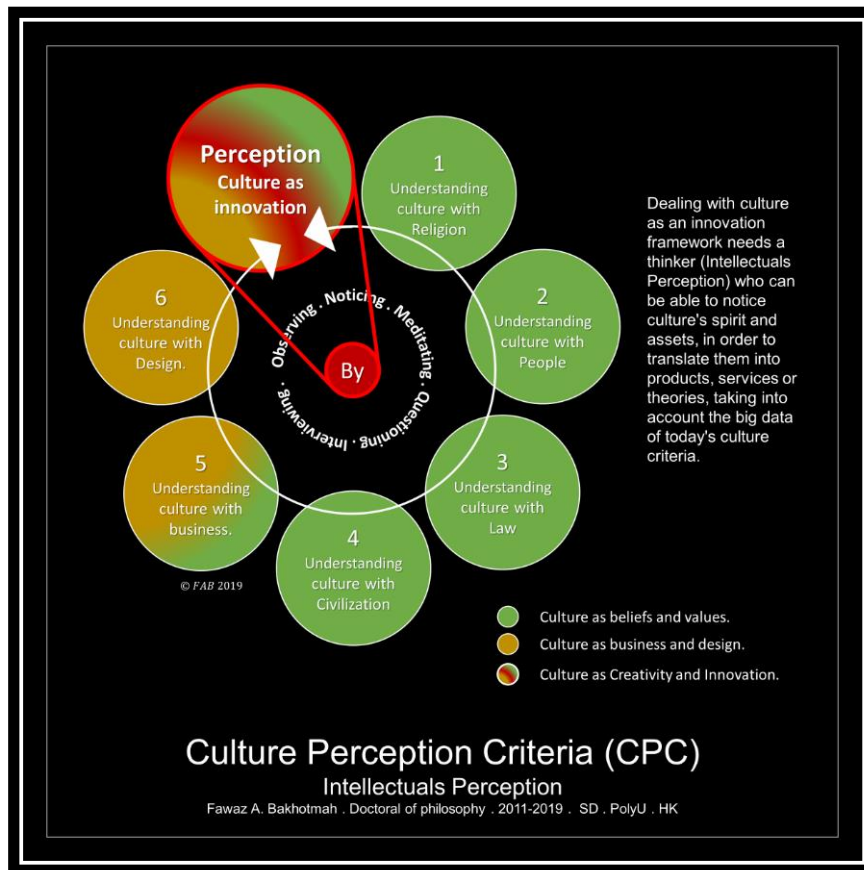 Perception
Culture as
innovation
1
Understanding
culture with
Religion
2
Understanding
culture with
People
3
Understanding
culture with
Law
4
Understanding
culture with
Civilization
5
Understanding
culture with
business.
6
Understanding
culture with
Design.
Observing . Noticing . Meditating . Questioning . Interviewing .
By
Dealing with culture
as an innovation
framework needs a
thinker (Intellectuals
Perception) who can
be able to notice
culture's spirit and
assets, in order to
translate them into
products, services or
theories, taking into
account the big data
of today's culture
criteria.
© FAB 2019
Culture as beliefs and values.
Culture as business and design.
Culture as Creativity and Innovation.
Culture Perception Criteria (CPC)
Intellectuals Perception
Fawaz A. Bakhotmah . Doctoral of philosophy . 2011-2019 . SD . PolyU . HK